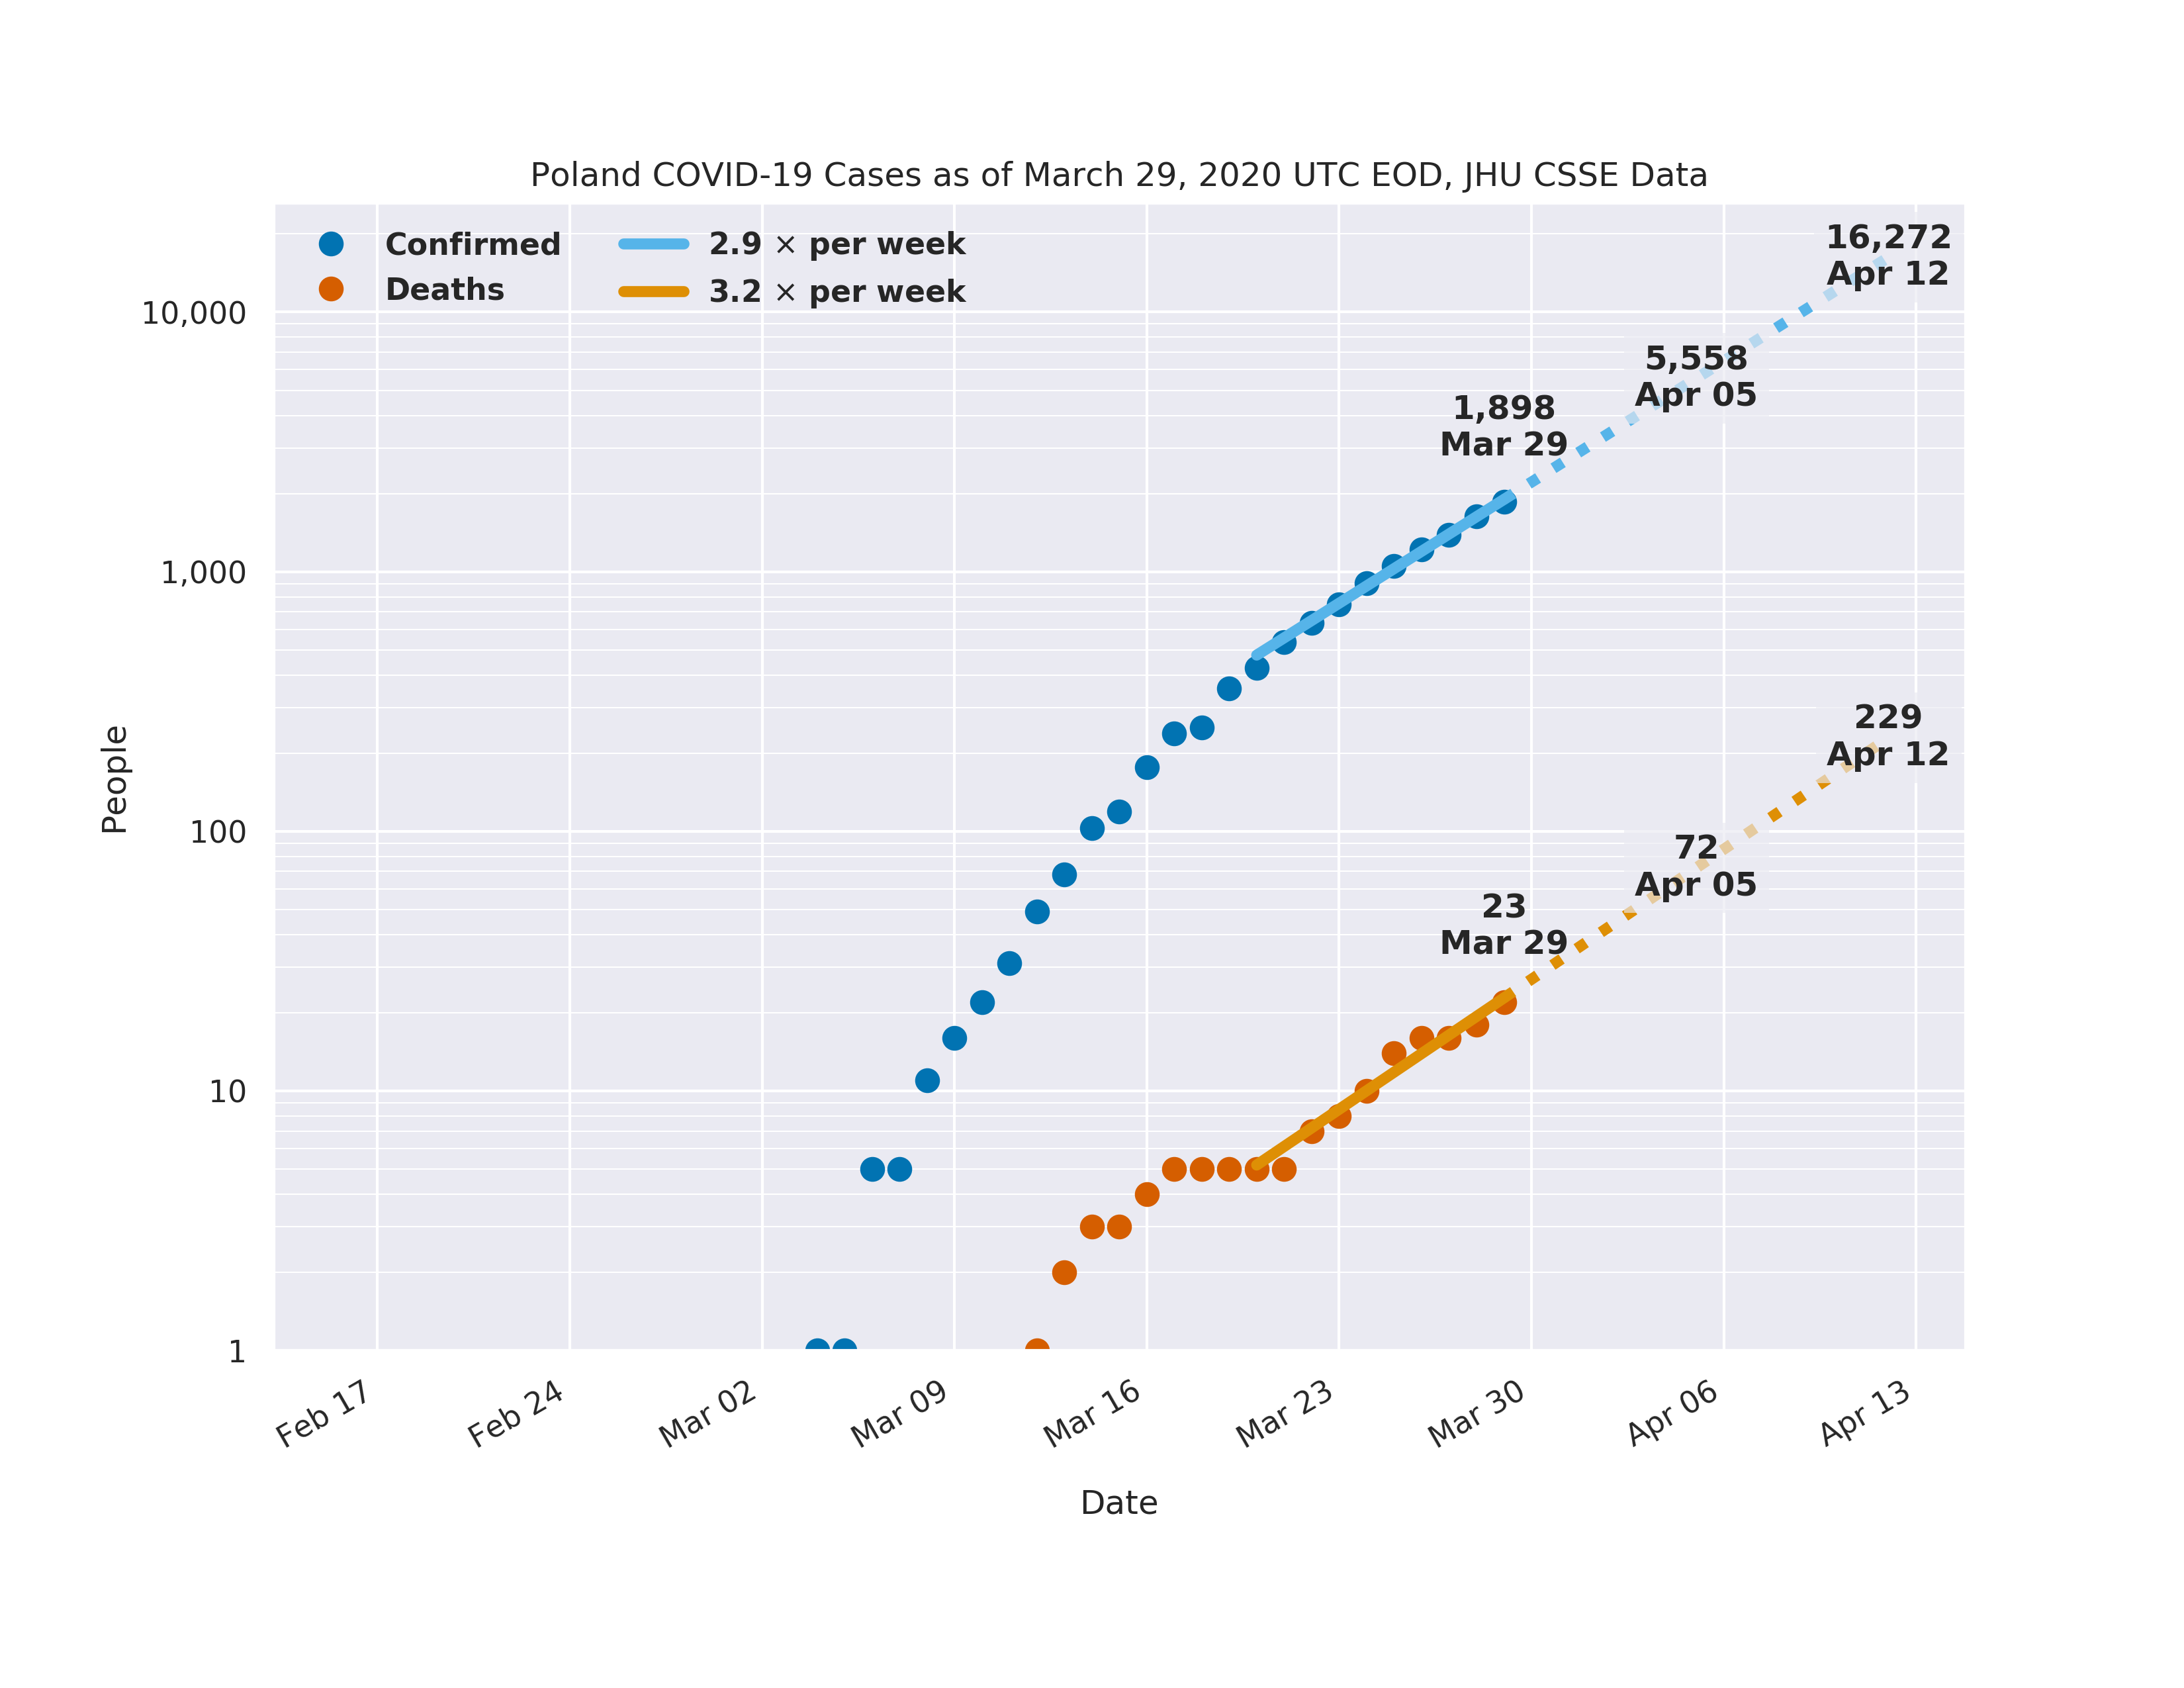 Poland COVID-19 Cases as of March 29, 2020 UTC EOD, JHU CSSE Data
Confirmed
Deaths
2.9 × per week
3.2 × per week
16,272
Apr 12
5,558
Apr 05
1,898
Mar 29
229
Apr 12
72
Apr 05
23
Mar 29
10,000
1,000
100
10
1
People
Feb 17
Feb 24
Mar 02
Mar 09
Mar 16
Mar 23
Mar 30
Apr 06
Apr 13
Date